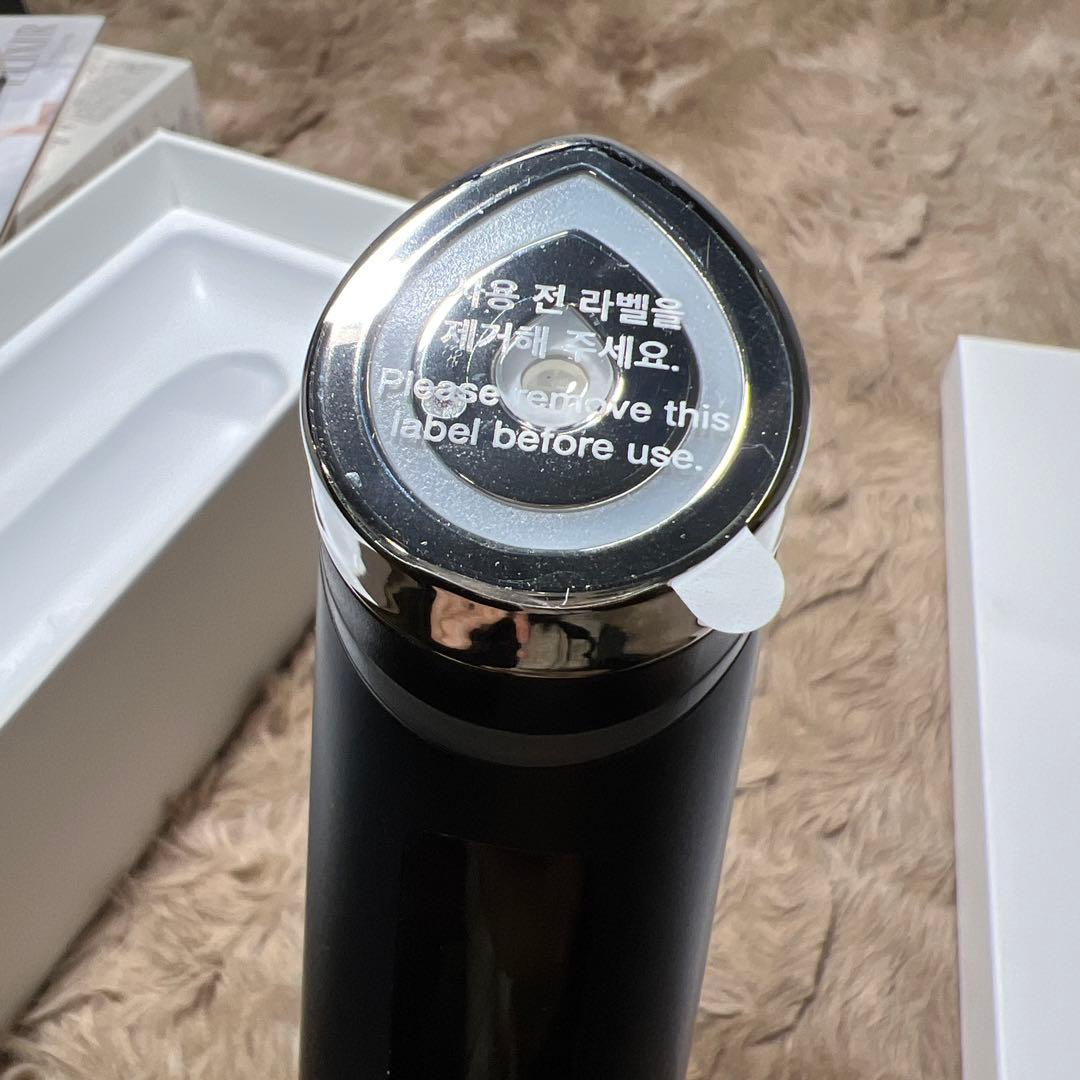 사용 전 라벨을
제거해 주세요.
Please remove this
label before use.